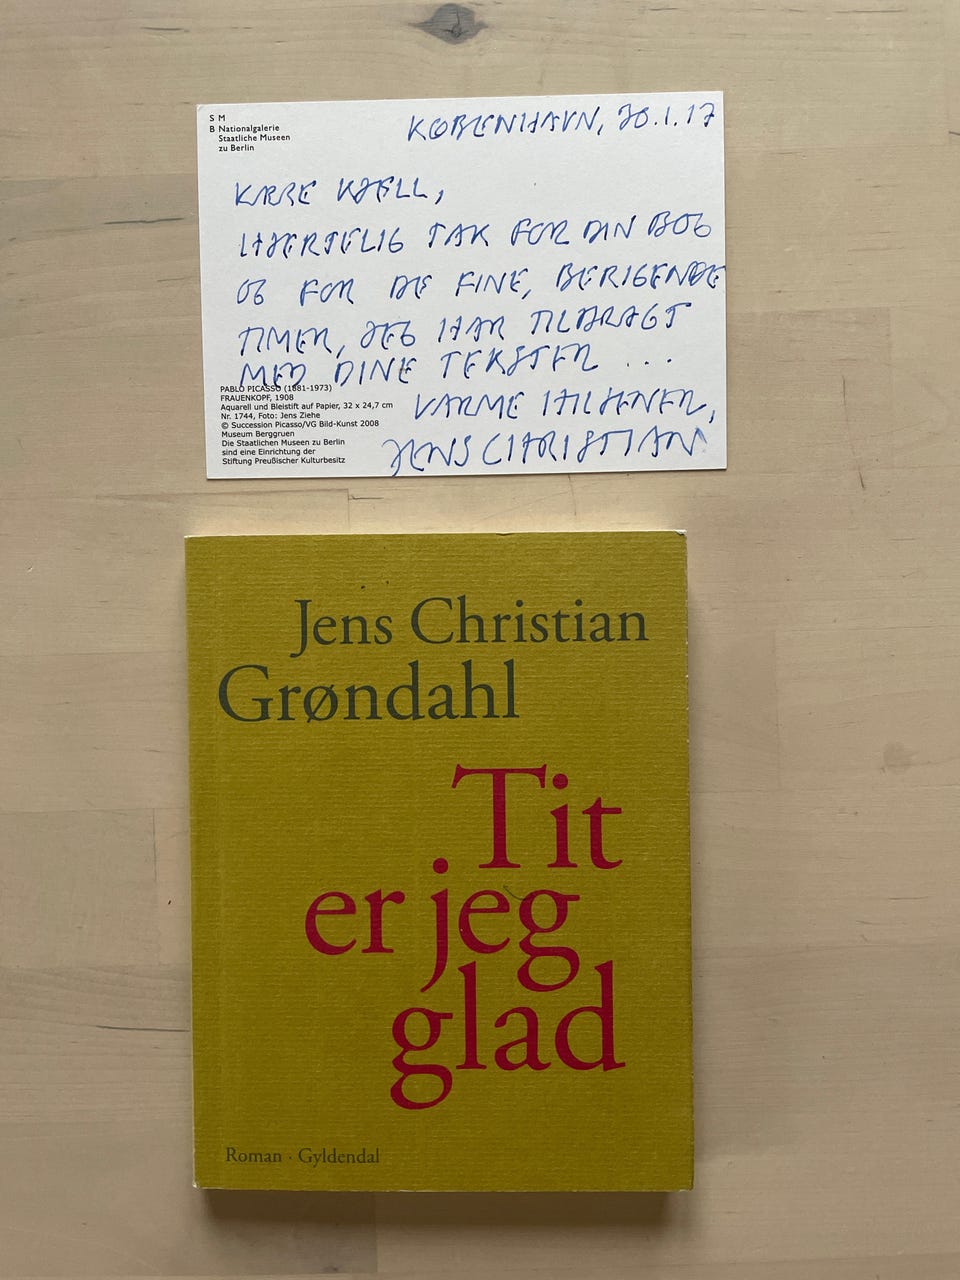 S M
B Nationalgalerie
Staatliche Museen
zu Berlin
KØBENHAVN, 30.1.17
KÆRE KJELL,
HJERTELIG TAK FOR DIN BOG
OG FOR DE FINE, BERIGENDE
TIMER, JEG HAR TILBRAGT
MED DINE TEKSTER ...
VARME HILSENER,
JENS CHRISTIAN
PABLO PICASSO (1881-1973)
FRAUENKOPF, 1908
Aquarell und Bleistift auf Papier, 32 x 24,7 cm
Nr. 1744, Foto: Jens Ziehe
© Succession Picasso/VG Bild-Kunst 2008
Museum Berggruen
Die Staatlichen Museen zu Berlin
sind eine Einrichtung der
Stiftung Preußischer Kulturbesitz
Jens Christian
Grøndahl
Tit
er jeg
glad
Roman · Gyldendal